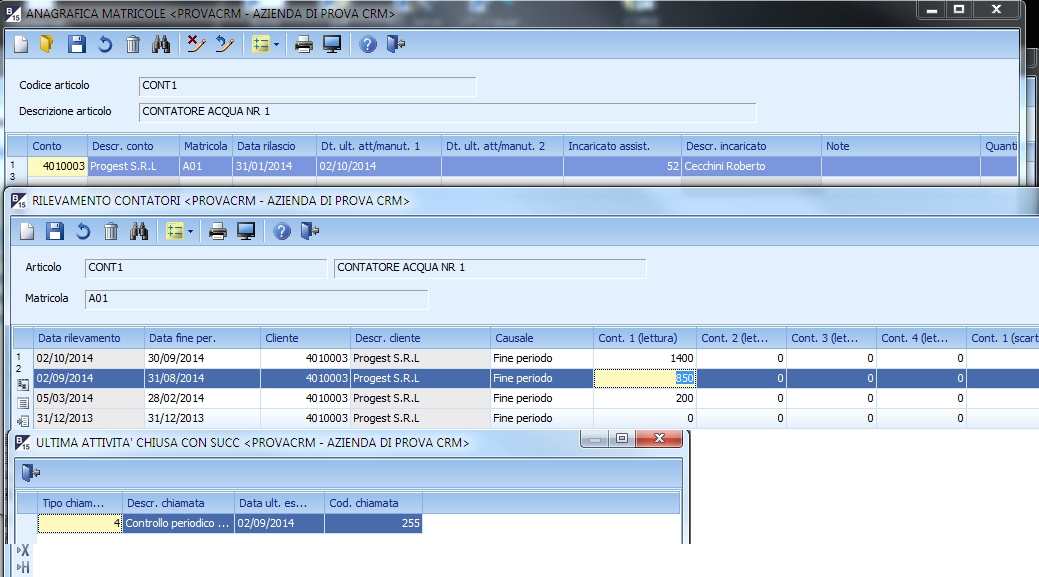 B 15 ANAGRAFICA MATRICOLE <PROVACRM - AZIENDA DI PROVA CRM>
Codice articolo CONT1
Descrizione articolo CONTATORE ACQUA NR 1
Conto Descr. conto Matricola Data rilascio Dt. ult. att/manut. 1 Dt. ult. att/manut. 2 Incaricato assist. Descr. incaricato Note Quanti
1 4010003 Progest S.R.L A01 31/01/2014 02/10/2014 52 Cecchini Roberto
3
B 15 RILEVAMENTO CONTATORI <PROVACRM - AZIENDA DI PROVA CRM>
Articolo CONT1 CONTATORE ACQUA NR 1
Matricola A01
Data rilevamento Data fine per. Cliente Descr. cliente Causale Cont. 1 (lettura) Cont. 2 (let... Cont. 3 (let... Cont. 4 (let... Cont. 1 (scart
1 02/10/2014 30/09/2014 4010003 Progest S.R.L Fine periodo 1400 0 0 0
2 02/09/2014 31/08/2014 4010003 Progest S.R.L Fine periodo 850 0 0 0
05/03/2014 28/02/2014 4010003 Progest S.R.L Fine periodo 200 0 0 0
31/12/2013 31/12/2013 4010003 Progest S.R.L Fine periodo 0 0 0 0
B 15 ULTIMA ATTIVITA' CHIUSA CON SUCC <PROVACRM - AZIENDA DI PROVA CRM>
Tipo chiam... Descr. chiamata Data ult. es... Cod. chiamata
4 Controllo periodico ... 02/09/2014 255
X
H